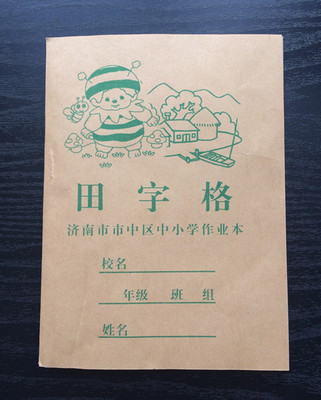 田字格
济南市市中区中小学作业本
校名
年级 班 组
姓名